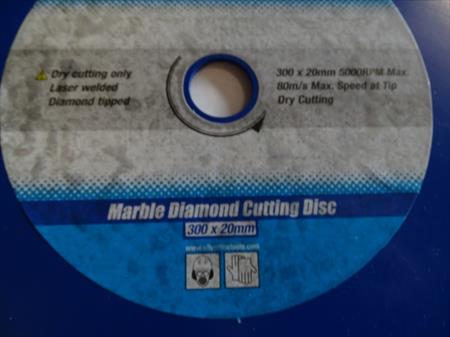 Dry cutting only
Laser welded
Diamond tipped
300 x 20mm 5000RPM Max.
80m/s Max. Speed at Tip
Dry Cutting
Marble Diamond Cutting Disc
300 x 20mm